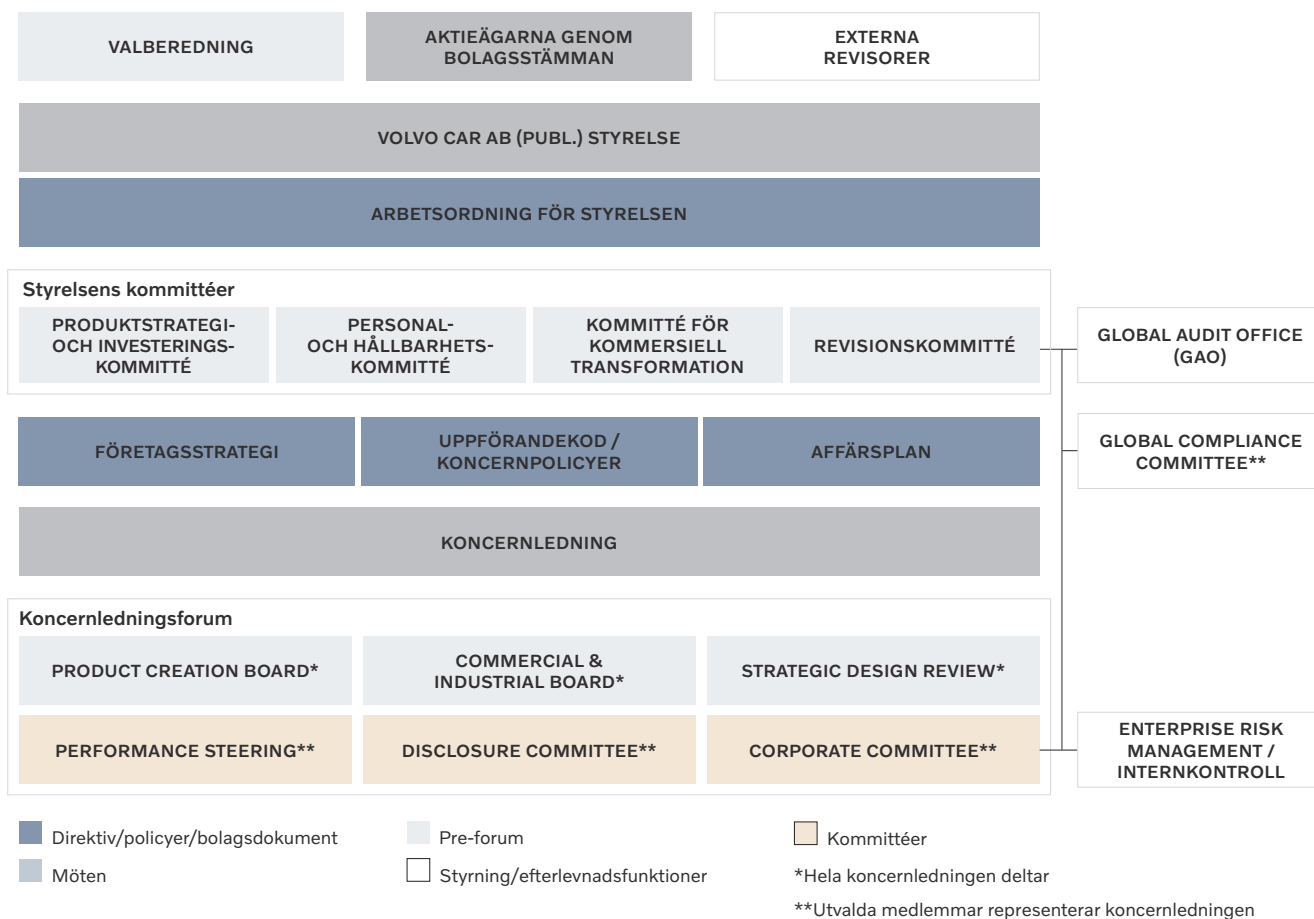 VALBEREDNING
AKTIEÄGARNA GENOM
BOLAGSSTÄMMAN
EXTERNA
REVISORER
VOLVO CAR AB (PUBL.) STYRELSE
ARBETSORDNING FÖR STYRELSEN
Styrelsens kommittéer
PRODUKTSTRATEGI-
OCH INVESTERINGS-
KOMMITTÉ
PERSONAL-
OCH HÅLLBARHETS-
KOMMITTÉ
KOMMITTÉ FÖR
KOMMERSIELL
TRANSFORMATION
REVISIONSKOMMITTÉ
GLOBAL AUDIT OFFICE
(GAO)
FÖRETAGSSTRATEGI
UPPFÖRANDEKOD /
KONCERNPOLICYER
AFFÄRSPLAN
GLOBAL COMPLIANCE
COMMITTEE**
KONCERNLEDNING
Koncernledningsforum
PRODUCT CREATION BOARD*
COMMERCIAL &
INDUSTRIAL BOARD*
STRATEGIC DESIGN REVIEW*
PERFORMANCE STEERING**
DISCLOSURE COMMITTEE**
CORPORATE COMMITTEE**
ENTERPRISE RISK
MANAGEMENT /
INTERNKONTROLL
Direktiv/policyer/bolagsdokument
Pre-forum
Kommittéer
Möten
Styrning/efterlevnadsfunktioner
*Hela koncernledningen deltar
**Utvalda medlemmar representerar koncernledningen